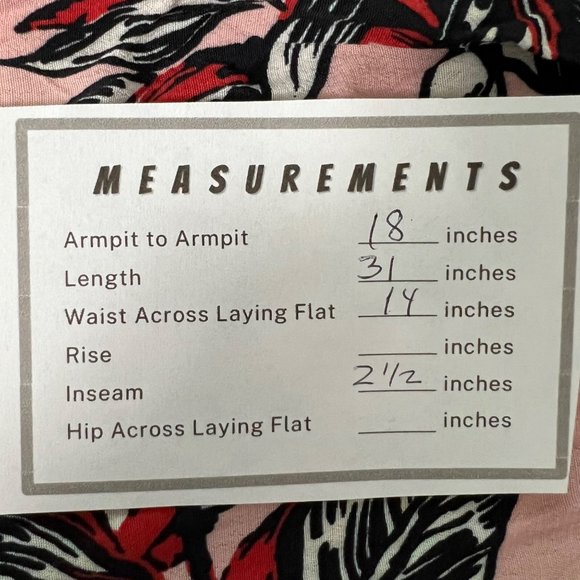 MEASUREMENTS
Armpit to Armpit 18 inches
Length 31 inches
Waist Across Laying Flat 14 inches
Rise inches
Inseam 2 1/2 inches
Hip Across Laying Flat inches